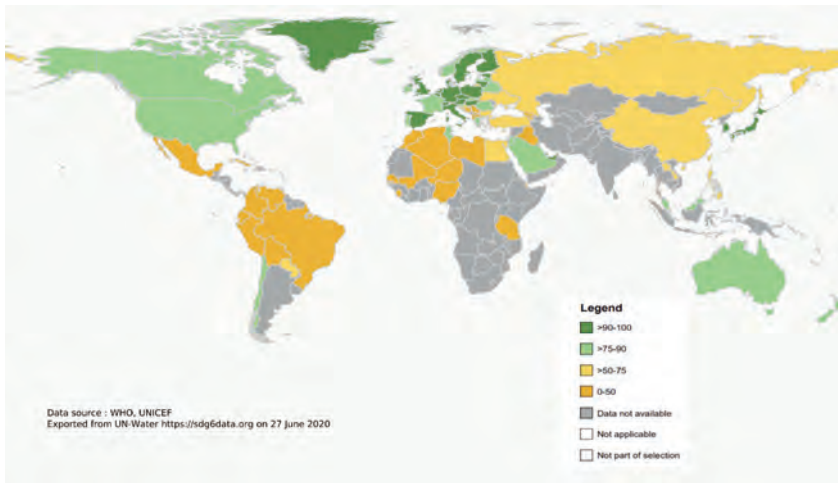 Legend
>90-100
>75-90
>50-75
0-50
Data not available
Not applicable
Not part of selection
Data source : WHO, UNICEF
Exported from UN-Water https://sdg6data.org on 27 June 2020